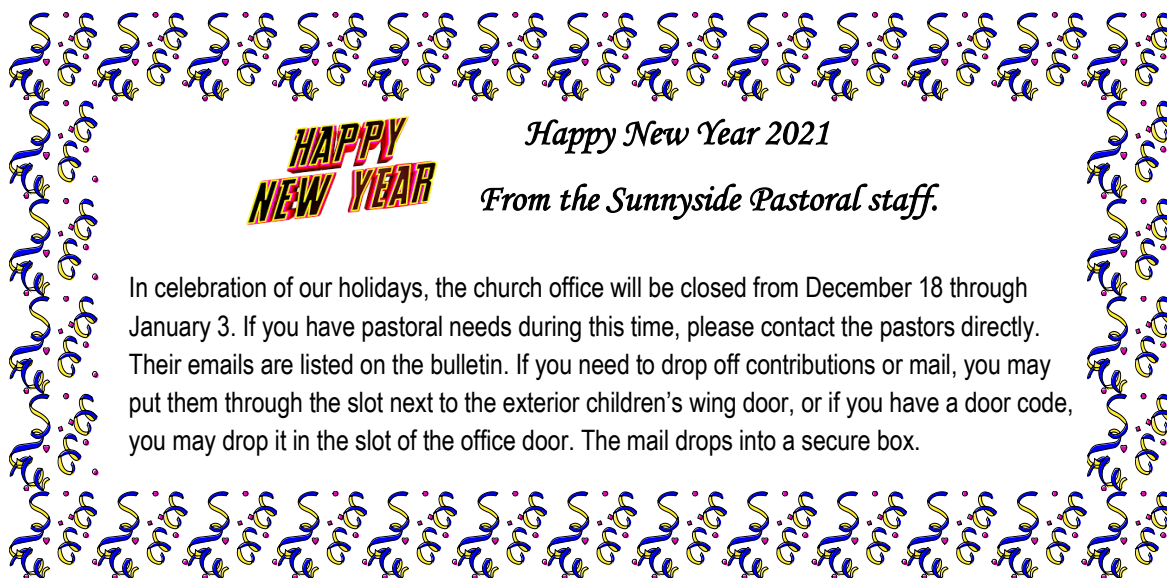 HAPPY
NEW YEAR
Happy New Year 2021
From the Sunnyside Pastoral staff.
In celebration of our holidays, the church office will be closed from December 18 through
January 3. If you have pastoral needs during this time, please contact the pastors directly.
Their emails are listed on the bulletin. If you need to drop off contributions or mail, you may
put them through the slot next to the exterior children’s wing door, or if you have a door code,
you may drop it in the slot of the office door. The mail drops into a secure box.